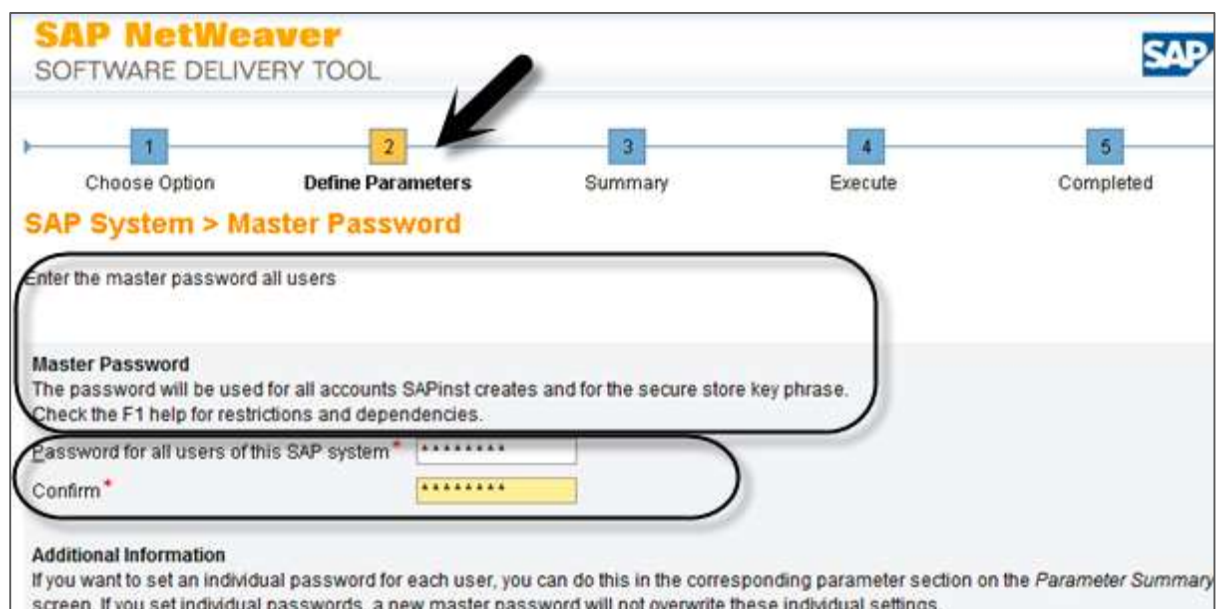 SAP NetWeaver
SOFTWARE DELIVERY TOOL
SAP
1 2 3 4 5
Choose Option Define Parameters Summary Execute Completed
SAP System > Master Password
Enter the master password all users
Master Password
The password will be used for all accounts SAPinst creates and for the secure store key phrase.
Check the F1 help for restrictions and dependencies.
Password for all users of this SAP system * ********
Confirm * ********
Additional Information
If you want to set an individual password for each user, you can do this in the corresponding parameter section on the Parameter Summary
screen. If you set individual passwords, a new master password will not overwrite these individual settings.